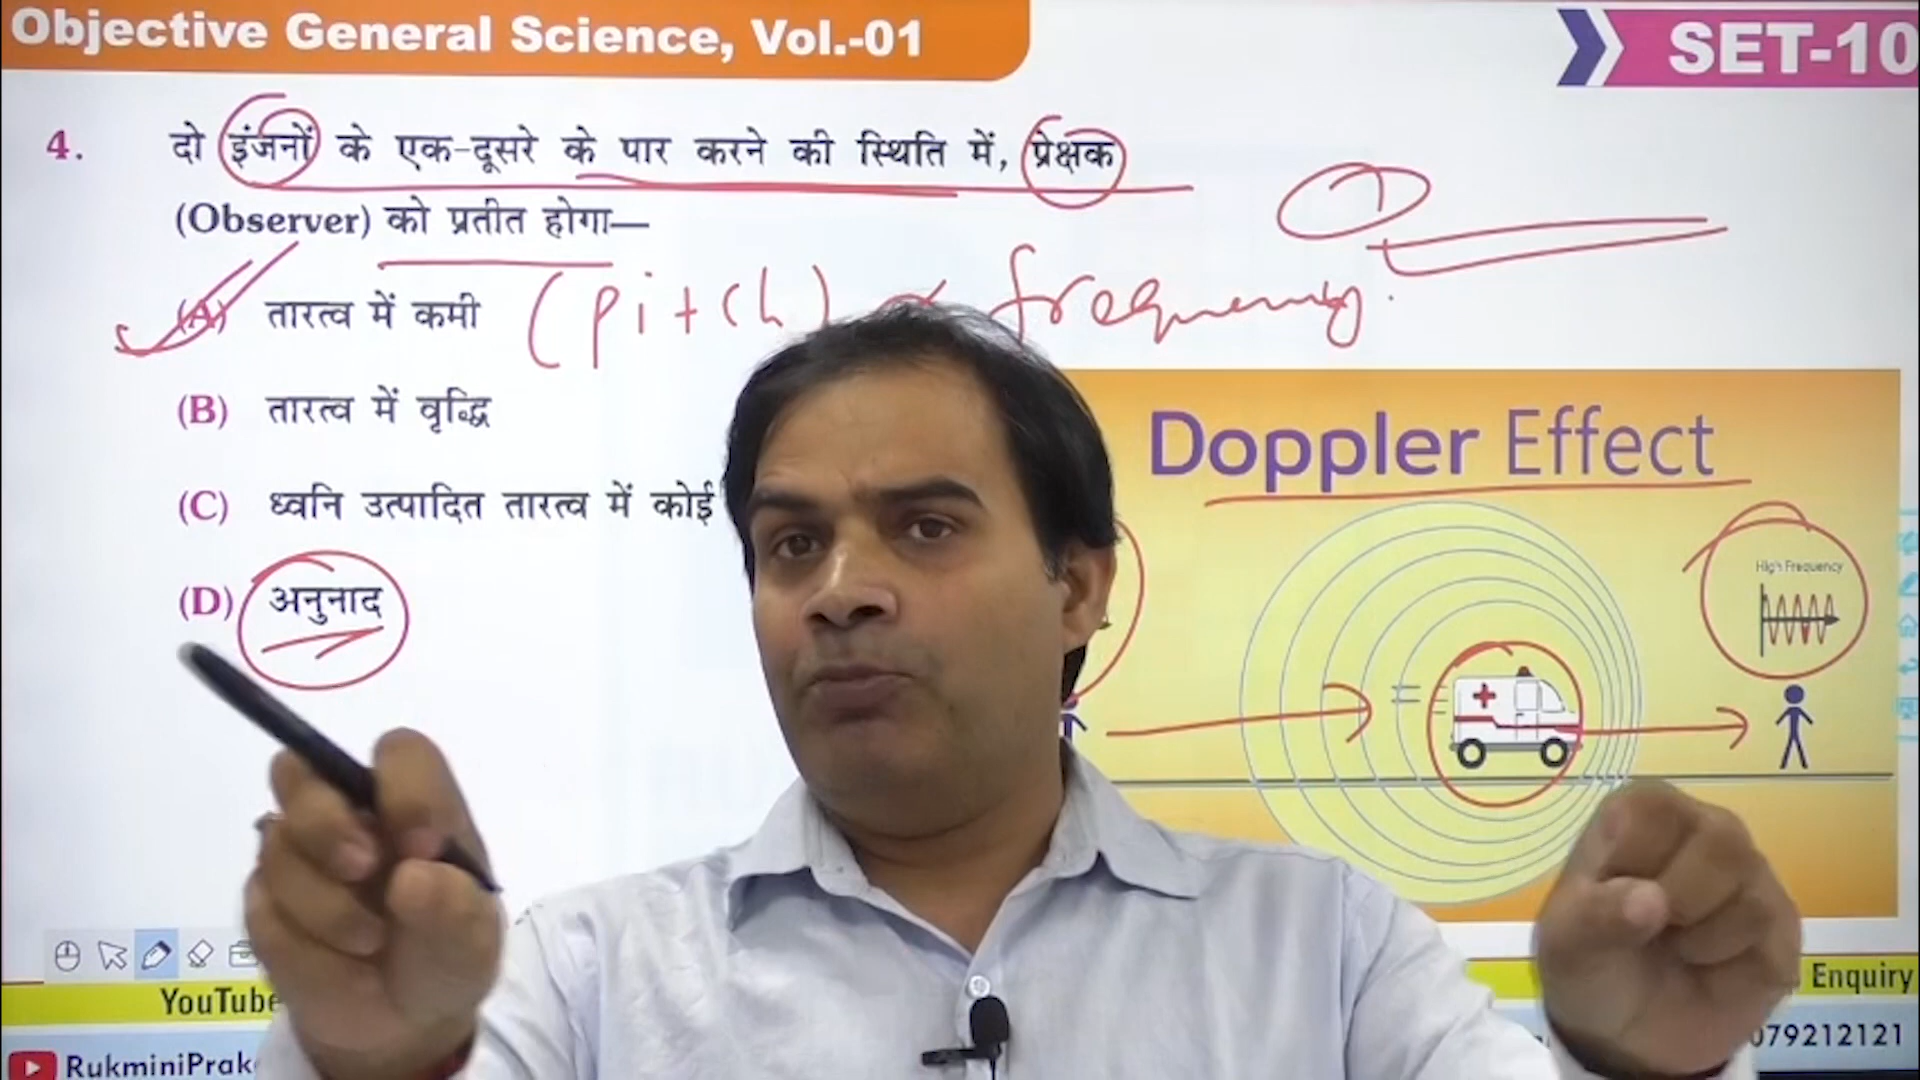 Objective General Science, Vol.-01
SET-10
4. दो इंजनों के एक-दूसरे के पार करने की स्थिति में, प्रेक्षक
(Observer) को प्रतीत होगा—
(A) तारत्व में कमी (Pitch) ∝ frequency.
(B) तारत्व में वृद्धि
(C) ध्वनि उत्पादित तारत्व में कोई
(D) अनुनाद
Doppler Effect
High Frequency
YouTube
Enquiry
RukminiPrak
079212121